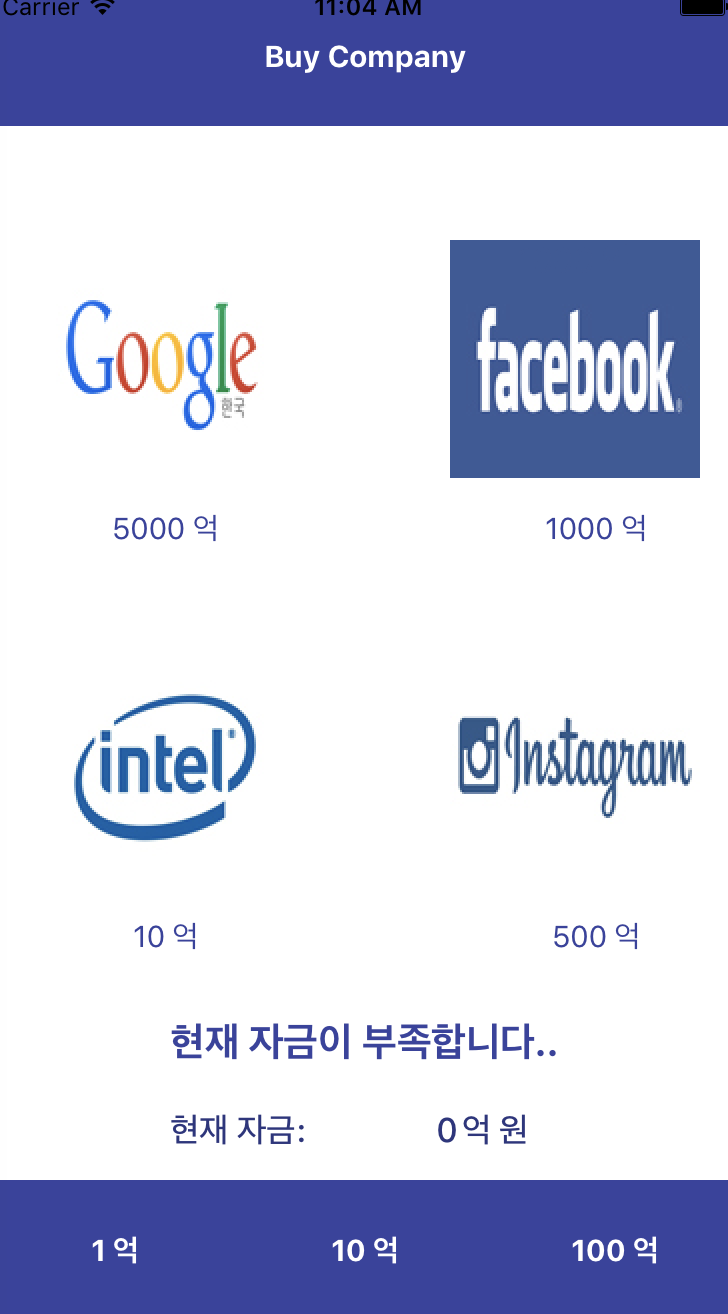 Carrier 11:04 AM
Buy Company
Google
한국
facebook®
5000 억 1000 억
intel®
Instagram
10 억 500 억
현재 자금이 부족합니다..
현재 자금: 0 억 원
1 억 10 억 100 억